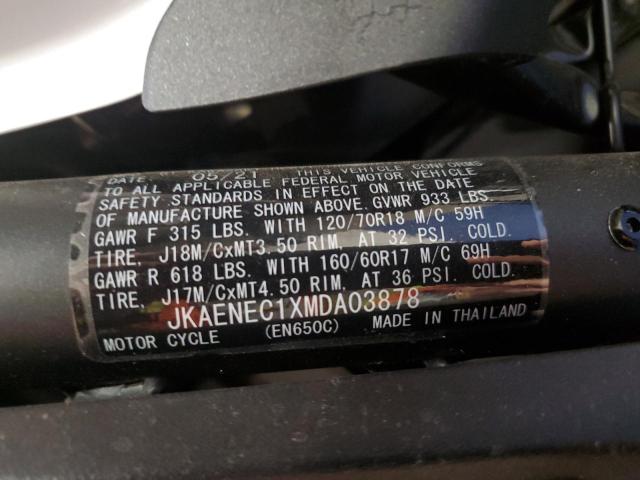 DATE 05/21 THIS VEHICLE CONFORMS
TO ALL APPLICABLE FEDERAL MOTOR VEHICLE
SAFETY STANDARDS IN EFFECT ON THE DATE
OF MANUFACTURE SHOWN ABOVE. GVWR 933 LBS.
GAWR F 315 LBS. WITH 120/70R18 M/C 59H
TIRE, J18M/CxMT3.50 RIM, AT 32 PSI. COLD.
GAWR R 618 LBS. WITH 160/60R17 M/C 69H
TIRE, J17M/CxMT4.50 RIM, AT 36 PSI. COLD.
JKAENEC1XMDA03878
MOTOR CYCLE (EN650C) MADE IN THAILAND